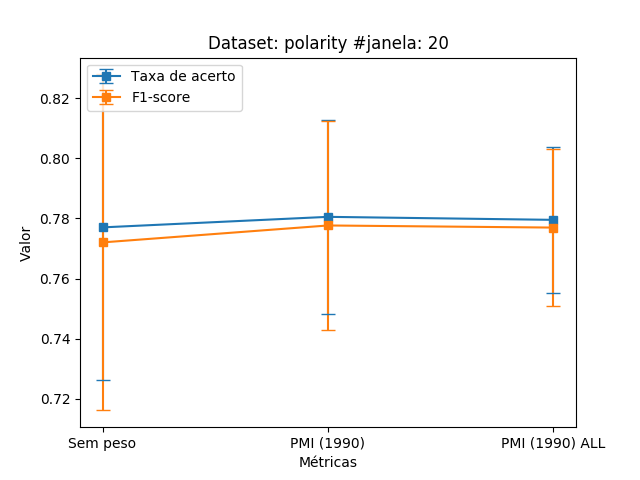 Dataset: polarity #janela: 20
Taxa de acerto
F1-score
0.82
0.80
0.78
0.76
0.74
0.72
Valor
Sem peso
PMI (1990)
PMI (1990) ALL
Métricas